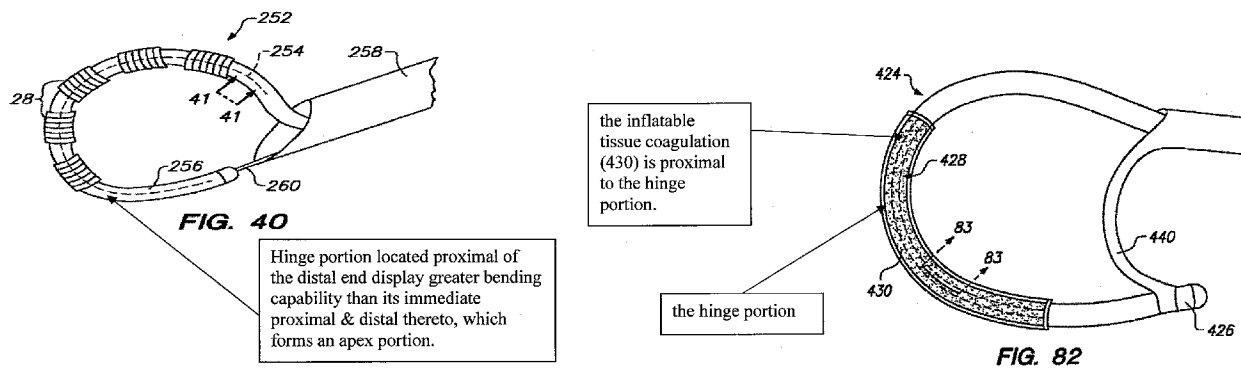 252
254
258
28
41
41
256
260
FIG. 40
Hinge portion located proximal of
the distal end display greater bending
capability than its immediate
proximal & distal thereto, which
forms an apex portion.
424
the inflatable
tissue coagulation
(430) is proximal
to the hinge
portion.
428
83
83
440
430
the hinge portion
426
FIG. 82